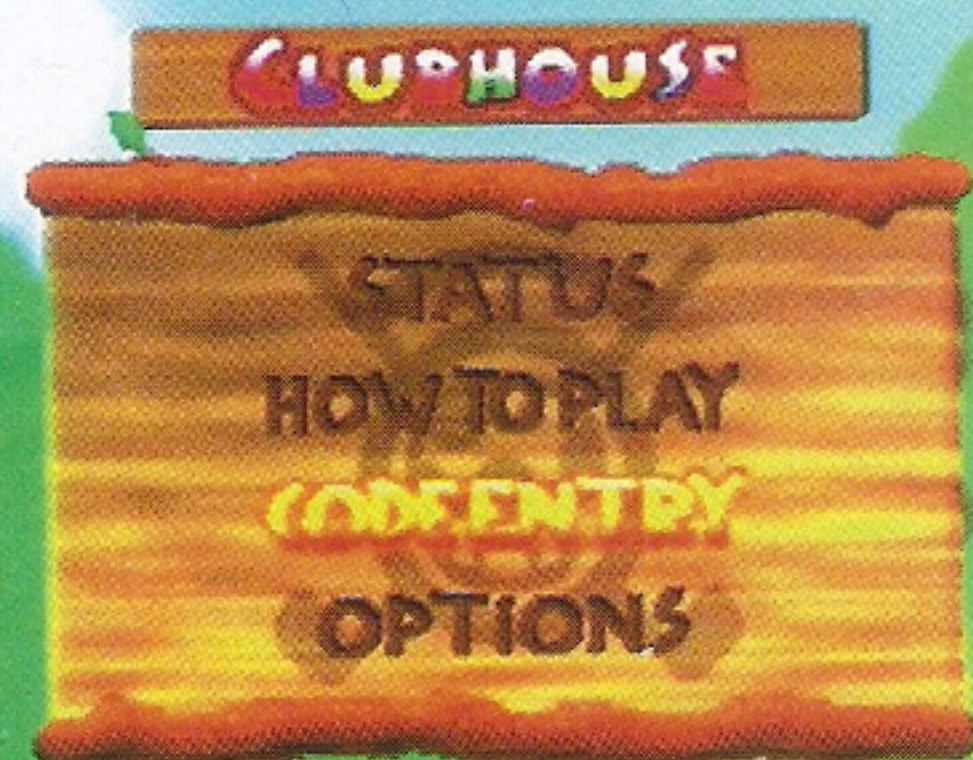 CLUBHOUSE
STATUS
HOW TO PLAY
CODE ENTRY
OPTIONS